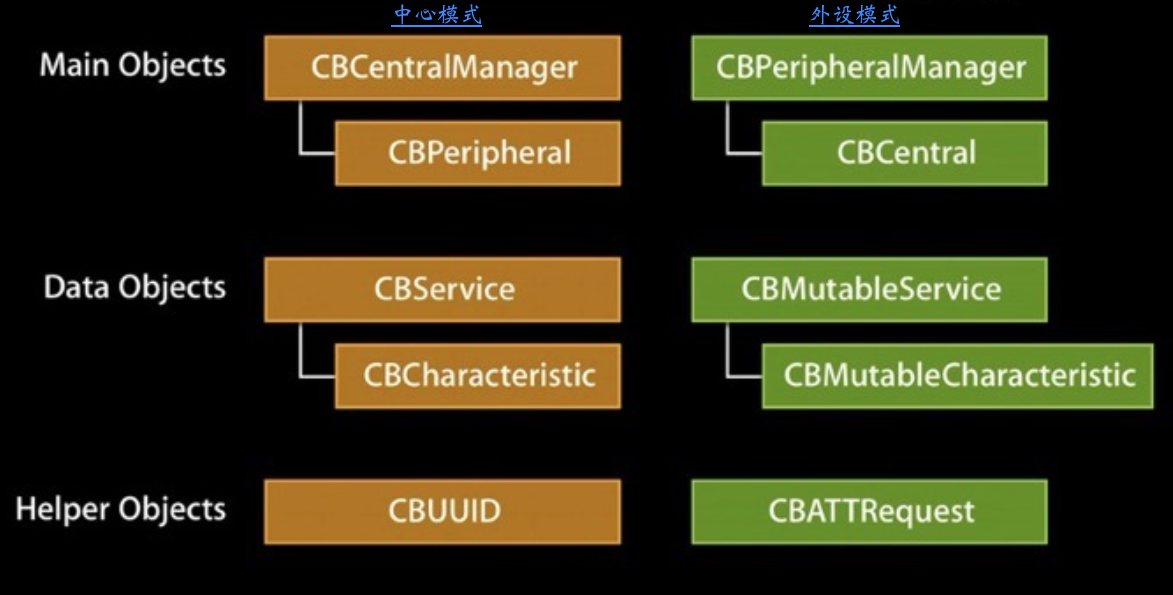 中心模式 外设模式
Main Objects CBCentralManager CBPeripheralManager
CBPeripheral CBCentral
Data Objects CBService CBMutableService
CBCharacteristic CBMutableCharacteristic
Helper Objects CBUUID CBATTRequest